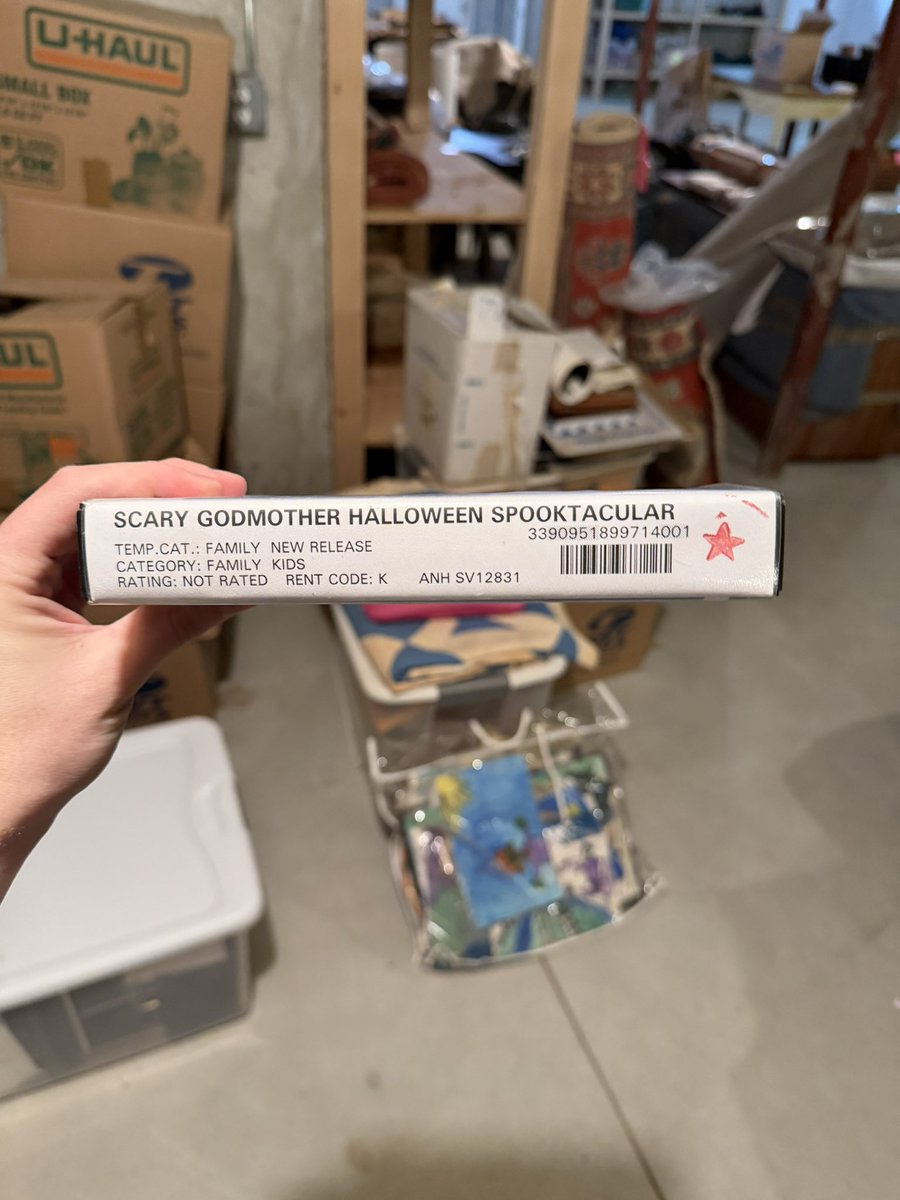 U-HAUL
SMALL BOX
UL
SCARY GODMOTHER HALLOWEEN SPOOKTACULAR
3390951899714001
TEMP.CAT.: FAMILY NEW RELEASE
CATEGORY: FAMILY KIDS
RATING: NOT RATED RENT CODE: K ANH SV12831